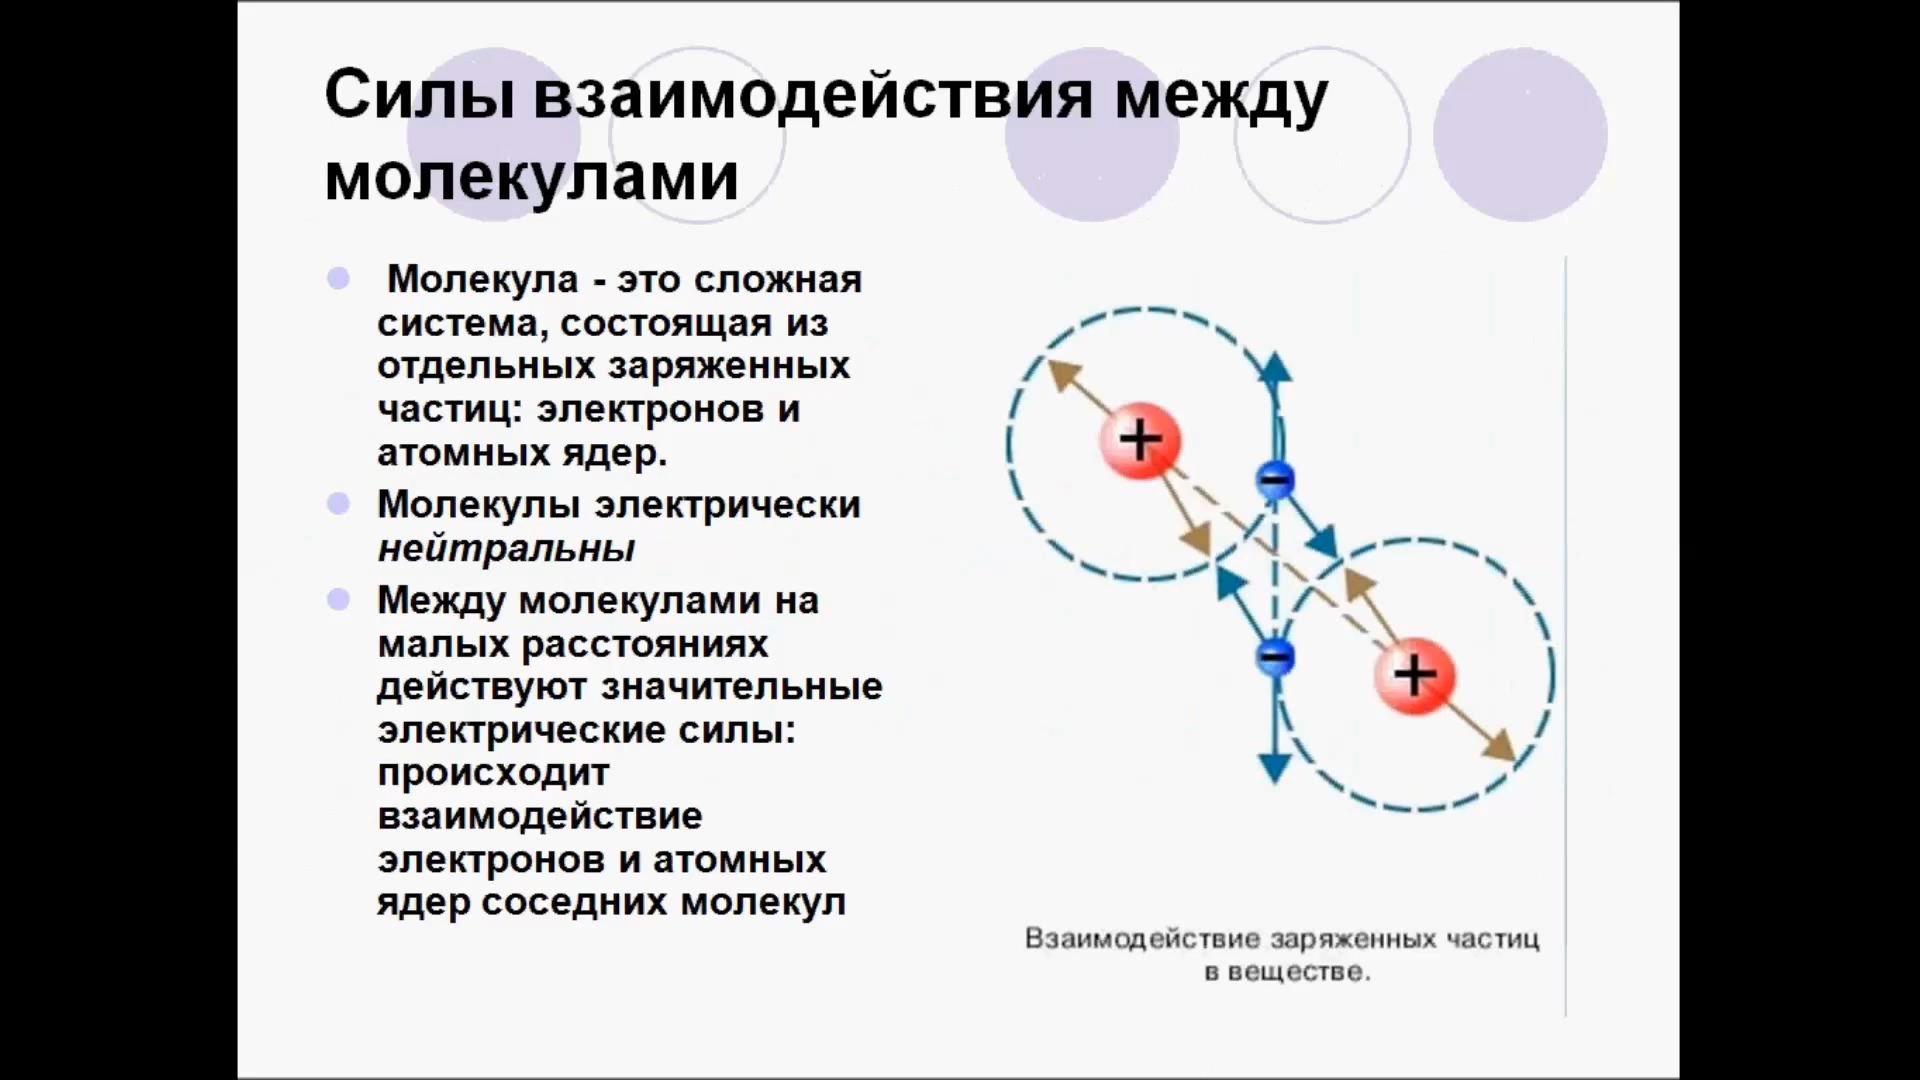 Силы взаимодействия между
молекулами
Молекула - это сложная
система, состоящая из
отдельных заряженных
частиц: электронов и
атомных ядер.
Молекулы электрически
нейтральны
Между молекулами на
малых расстояниях
действуют значительные
электрические силы:
происходит
взаимодействие
электронов и атомных
ядер соседних молекул
+
−
−
+
Взаимодействие заряженных частиц
в веществе.